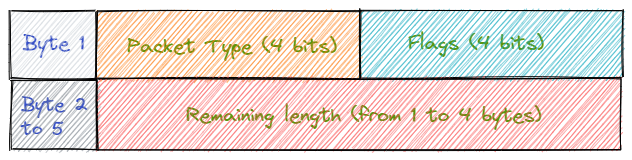 Byte 1
Packet Type (4 bits)
Flags (4 bits)
Byte 2
to 5
Remaining length (from 1 to 4 bytes)